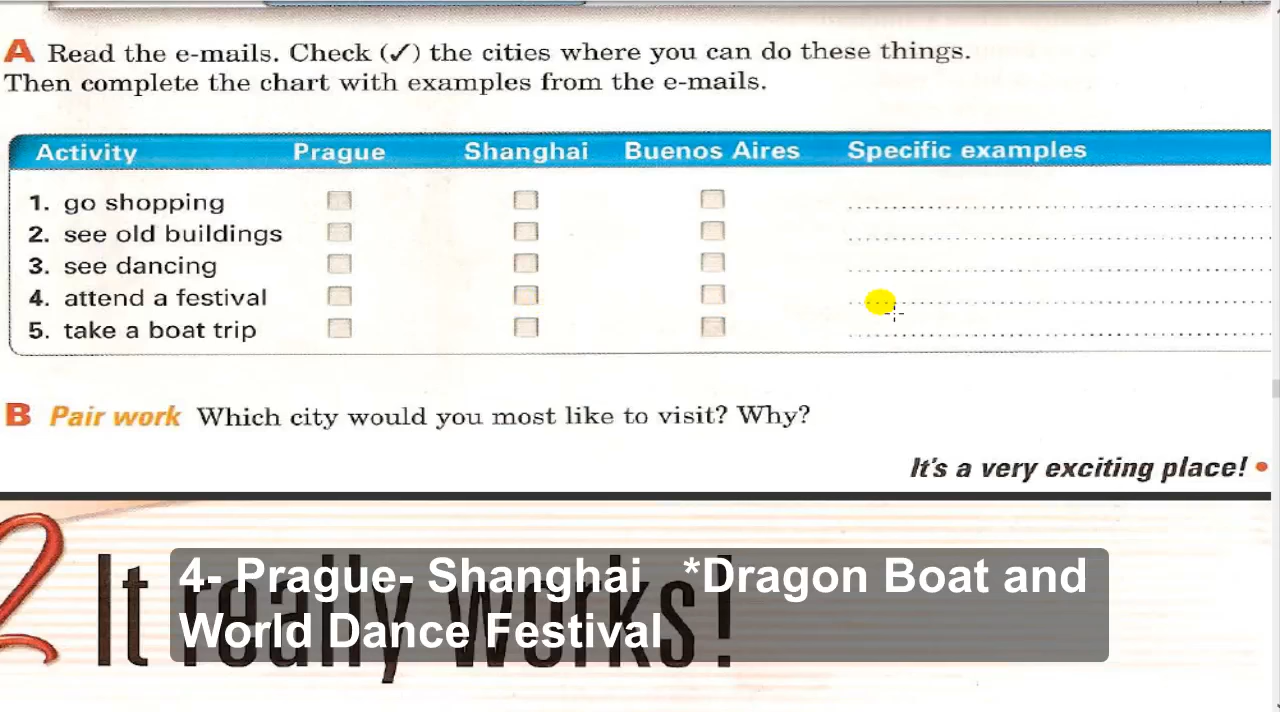 A Read the e-mails. Check (✓) the cities where you can do these things.
Then complete the chart with examples from the e-mails.
Activity Prague Shanghai Buenos Aires Specific examples
1. go shopping
2. see old buildings
3. see dancing
4. attend a festival
5. take a boat trip
B Pair work Which city would you most like to visit? Why?
It's a very exciting place! •
2 It really works!
4- Prague- Shanghai *Dragon Boat and
World Dance Festival